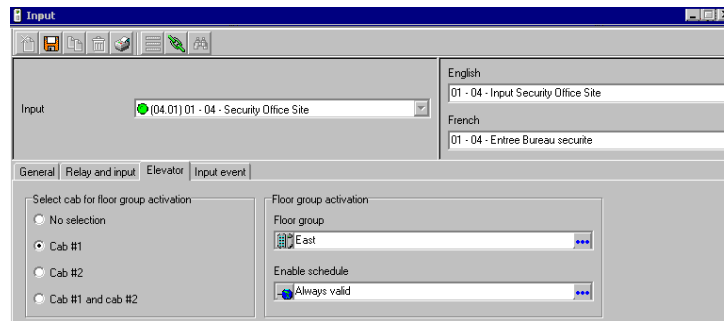 Input
English
01 - 04 - Input Security Office Site
Input
(04.01) 01 - 04 - Security Office Site
French
01 - 04 - Entree Bureau securite
General
Relay and input
Elevator
Input event
Select cab for floor group activation
No selection
Cab #1
Cab #2
Cab #1 and cab #2
Floor group activation
Floor group
East
Enable schedule
Always valid